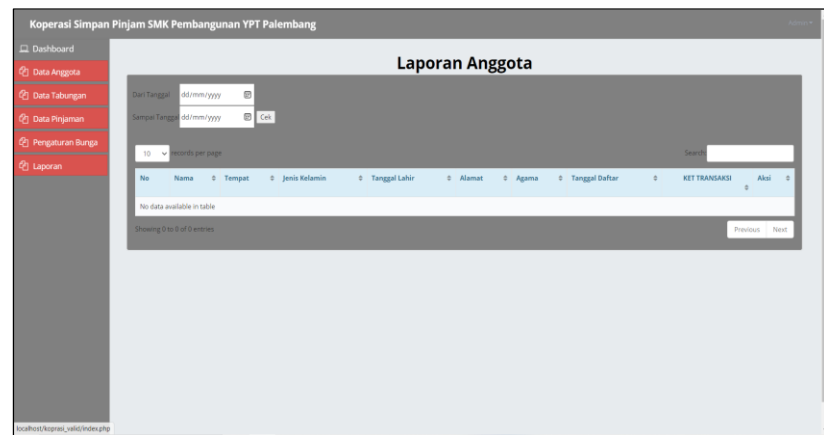 Koperasi Simpan Pinjam SMK Pembangunan YPT Palembang
Dashboard
Data Anggota
Data Tabungan
Data Pinjaman
Pengaturan Bunga
Laporan
Laporan Anggota
Dari Tanggal dd/mm/yyyy
Sampai Tanggal dd/mm/yyyy Cek
10 records per page Search:
No Nama Tempat Jenis Kelamin Tanggal Lahir Alamat Agama Tanggal Daftar KET TRANSAKSI Aksi
No data available in table
Showing 0 to 0 of 0 entries Previous Next
localhost/koprasi_valid/index.php